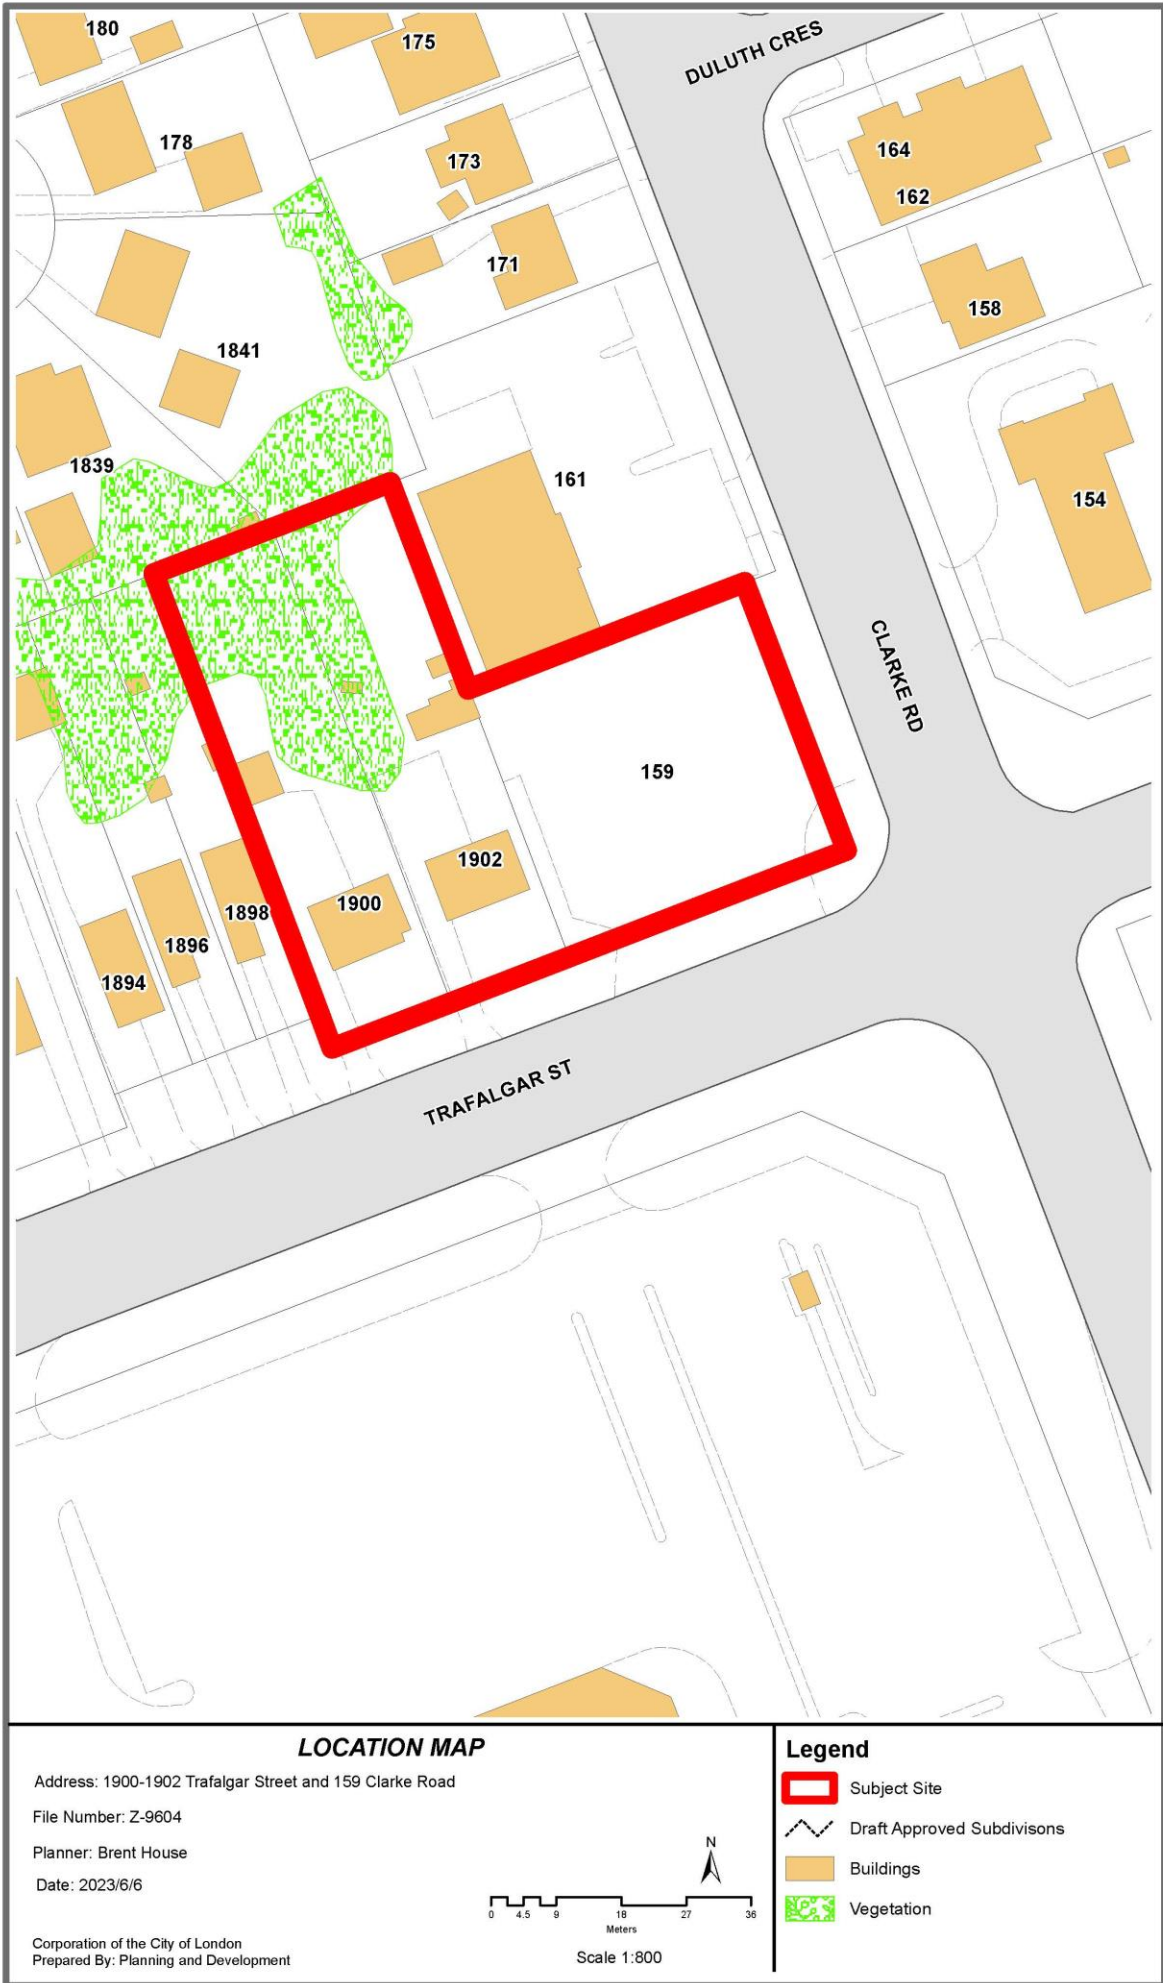 180
175
DULUTH CRES
178
173
164
162
171
158
1841
1839
161
154
CLARKE RD
159
1902
1900
1898
1896
1894
TRAFALGAR ST
LOCATION MAP
Address: 1900-1902 Trafalgar Street and 159 Clarke Road
File Number: Z-9604
Planner: Brent House
Date: 2023/6/6
Corporation of the City of London
Prepared By: Planning and Development
N
0 4.5 9 18 27 36
Meters
Scale 1:800
Legend
Subject Site
Draft Approved Subdivisons
Buildings
Vegetation